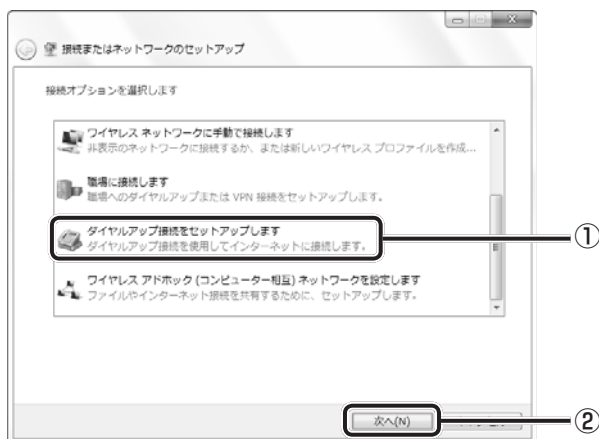 接続またはネットワークのセットアップ
接続オプションを選択します
ワイヤレス ネットワークに手動で接続します
非表示のネットワークに接続するか、または新しいワイヤレス プロファイルを作成...
職場に接続します
職場へのダイヤルアップまたは VPN 接続をセットアップします。
ダイヤルアップ接続をセットアップします
ダイヤルアップ接続を使用してインターネットに接続します。
①
ワイヤレス アドホック (コンピューター相互) ネットワークを設定します
ファイルやインターネット接続を共有するために、セットアップします。
次へ(N)
②